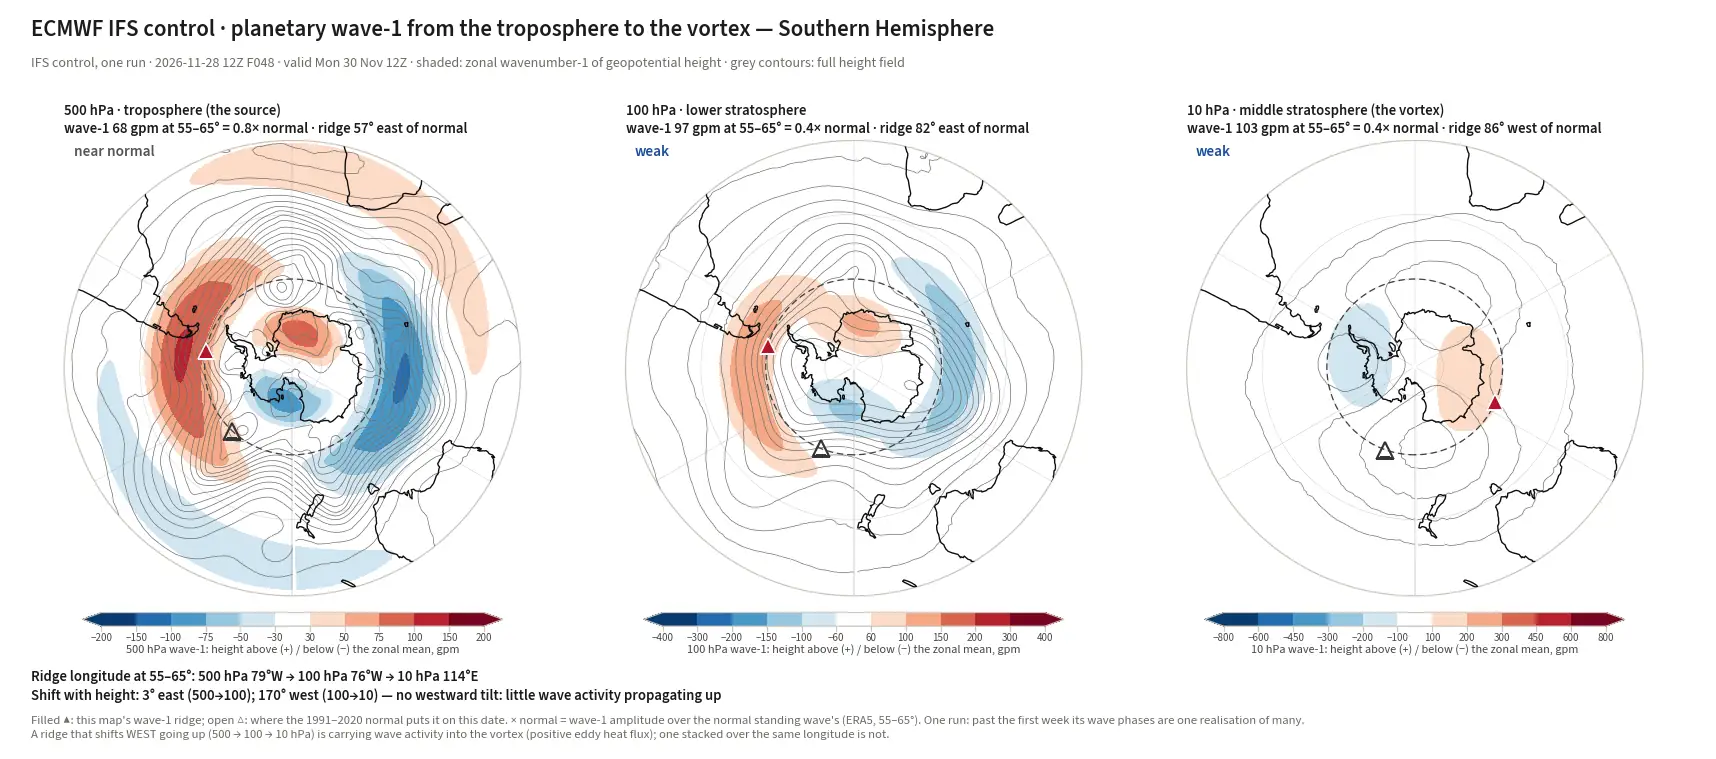 ECMWF IFS control · planetary wave-1 from the troposphere to the vortex — Southern Hemisphere
IFS control, one run · 2026-11-28 12Z F048 · valid Mon 30 Nov 12Z · shaded: zonal wavenumber-1 of geopotential height · grey contours: full height field
500 hPa · troposphere (the source)
wave-1 68 gpm at 55–65° = 0.8× normal · ridge 57° east of normal
near normal
100 hPa · lower stratosphere
wave-1 97 gpm at 55–65° = 0.4× normal · ridge 82° east of normal
weak
10 hPa · middle stratosphere (the vortex)
wave-1 103 gpm at 55–65° = 0.4× normal · ridge 86° west of normal
weak
−200 −150 −100 −75 −50 −30 30 50 75 100 150 200
500 hPa wave-1: height above (+) / below (−) the zonal mean, gpm
−400 −300 −200 −150 −100 −60 60 100 150 200 300 400
100 hPa wave-1: height above (+) / below (−) the zonal mean, gpm
−800 −600 −450 −300 −200 −100 100 200 300 450 600 800
10 hPa wave-1: height above (+) / below (−) the zonal mean, gpm
Ridge longitude at 55–65°: 500 hPa 79°W → 100 hPa 76°W → 10 hPa 114°E
Shift with height: 3° east (500→100); 170° west (100→10) — no westward tilt: little wave activity propagating up
Filled ▲: this map's wave-1 ridge; open △: where the 1991–2020 normal puts it on this date. × normal = wave-1 amplitude over the normal standing wave's (ERA5, 55–65°). One run: past the first week its wave phases are one realisation of many.
A ridge that shifts WEST going up (500 → 100 → 10 hPa) is carrying wave activity into the vortex (positive eddy heat flux); one stacked over the same longitude is not.